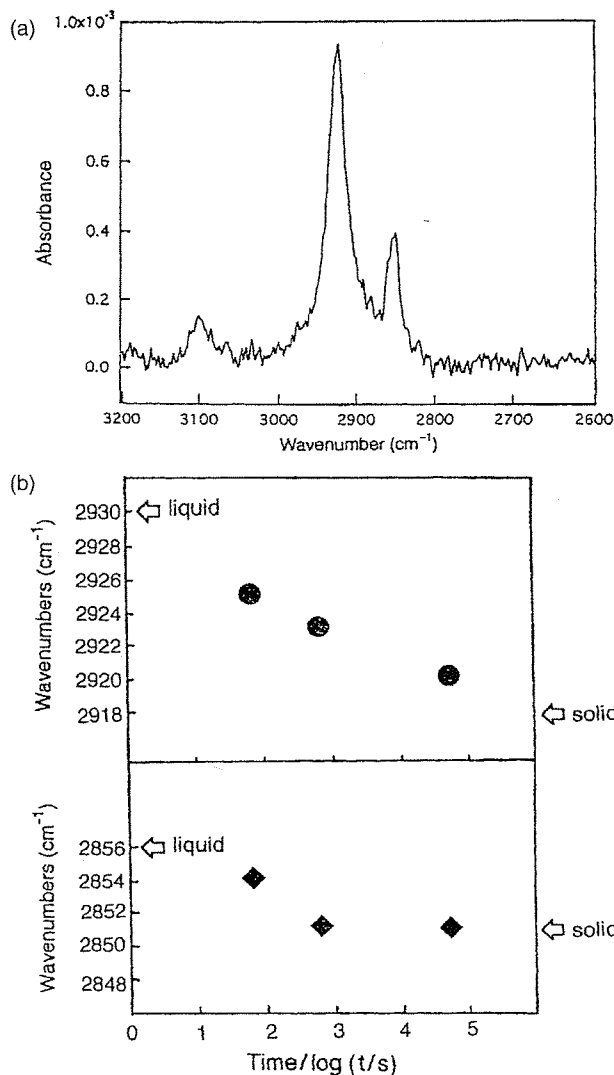 (a)
1.0x10⁻³
0.8
0.6
0.4
0.2
0.0
Absorbance
3200 3100 3000 2900 2800 2700 2600
Wavenumber (cm⁻¹)
(b)
2930
2928
2926
2924
2922
2920
2918
Wavenumbers (cm⁻¹)
liquid
solid
2856
2854
2852
2850
2848
Wavenumbers (cm⁻¹)
liquid
solid
0 1 2 3 4 5
Time/log (t/s)